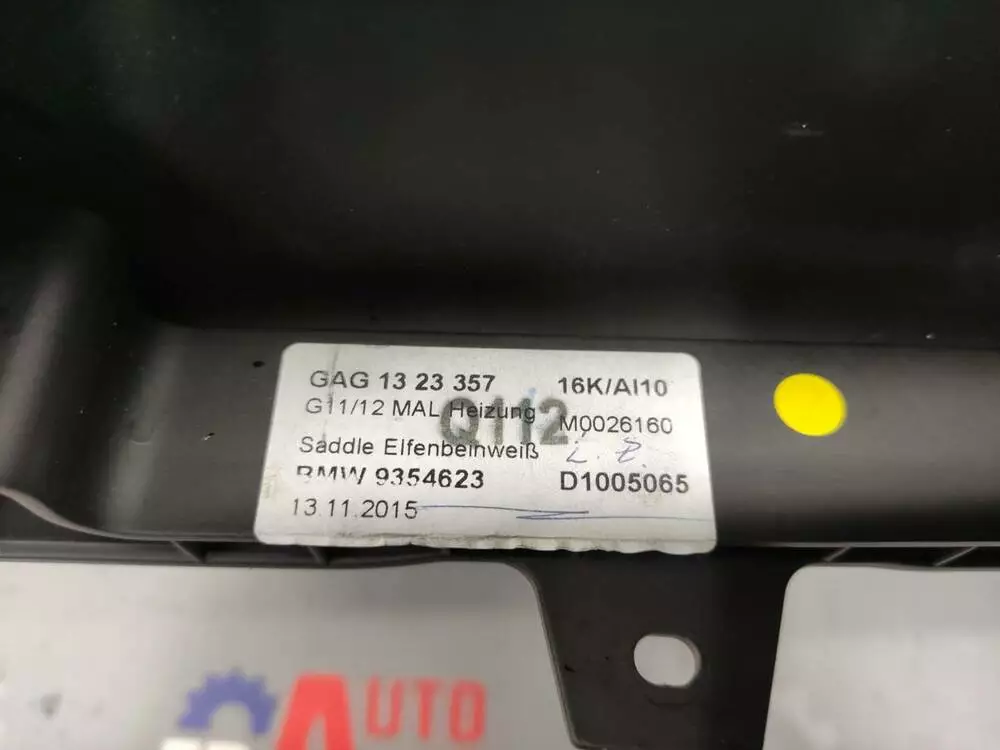 GAG 13 23 357 16K/AI10
G11/12 MAL Heizung M0026160
Q112
Saddle Elfenbeinweiß
BMW 9354623 D1005065
13.11.2015
AUTO